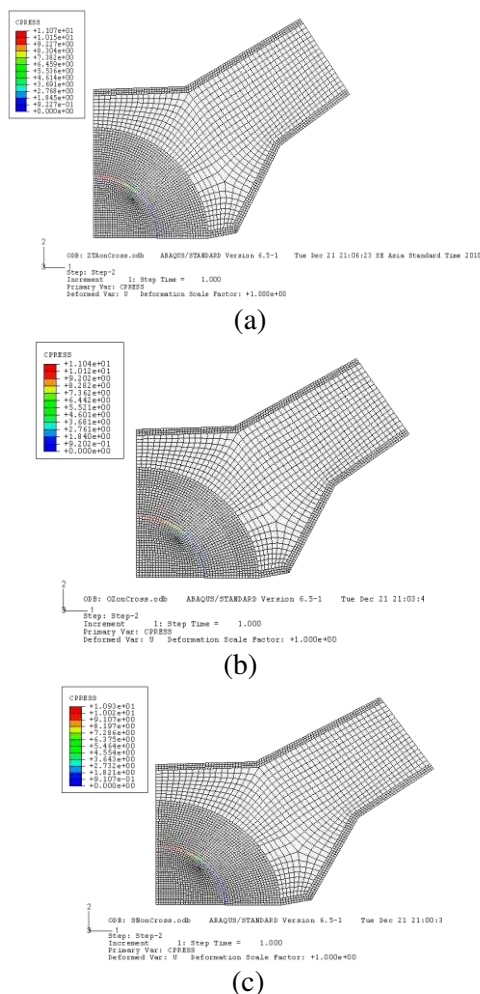 CPRESS
+1.107e+01
+1.015e+01
+9.227e+00
+8.304e+00
+7.382e+00
+6.459e+00
+5.536e+00
+4.614e+00
+3.691e+00
+2.768e+00
+1.845e+00
+9.227e-01
+0.000e+00
2
3 1
ODB: ZTAonCross.odb ABAQUS/STANDARD Version 6.5-1 Tue Dec 21 21:06:23 SE Asia Standard Time 2010
Step: Step-2
Increment 1: Step Time = 1.000
Primary Var: CPRESS
Deformed Var: U Deformation Scale Factor: +1.000e+00
(a)
CPRESS
+1.104e+01
+1.012e+01
+9.202e+00
+8.282e+00
+7.362e+00
+6.442e+00
+5.521e+00
+4.601e+00
+3.681e+00
+2.761e+00
+1.840e+00
+9.202e-01
+0.000e+00
2
3 1
ODB: OZonCross.odb ABAQUS/STANDARD Version 6.5-1 Tue Dec 21 21:03:4
Step: Step-2
Increment 1: Step Time = 1.000
Primary Var: CPRESS
Deformed Var: U Deformation Scale Factor: +1.000e+00
(b)
CPRESS
+1.093e+01
+1.002e+01
+9.107e+00
+8.197e+00
+7.286e+00
+6.375e+00
+5.464e+00
+4.554e+00
+3.643e+00
+2.732e+00
+1.821e+00
+9.107e-01
+0.000e+00
2
3 1
ODB: SNonCross.odb ABAQUS/STANDARD Version 6.5-1 Tue Dec 21 21:00:3
Step: Step-2
Increment 1: Step Time = 1.000
Primary Var: CPRESS
Deformed Var: U Deformation Scale Factor: +1.000e+00
(c)